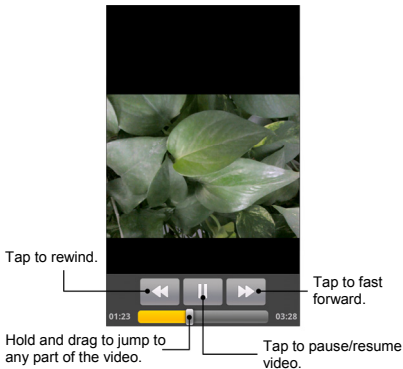 Tap to rewind.
Tap to fast
forward.
01:23
03:28
Hold and drag to jump to
any part of the video.
Tap to pause/resume
video.